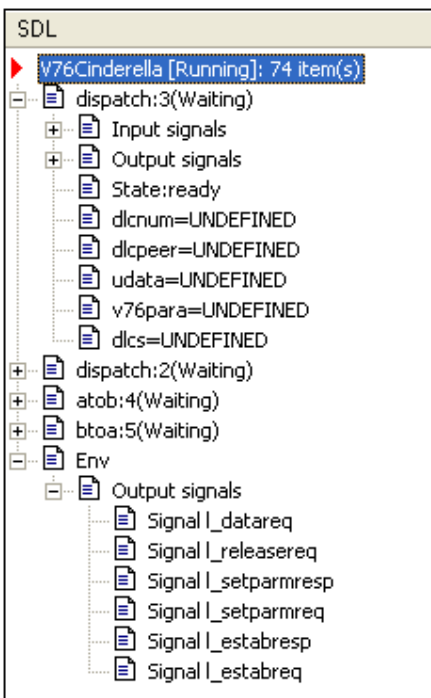 SDL
V76Cinderella [Running]: 74 item(s)
dispatch:3(Waiting)
Input signals
Output signals
State:ready
dlcnum=UNDEFINED
dlcpeer=UNDEFINED
udata=UNDEFINED
v76para=UNDEFINED
dlcs=UNDEFINED
dispatch:2(Waiting)
atob:4(Waiting)
btoa:5(Waiting)
Env
Output signals
Signal l_datareq
Signal l_releasereq
Signal l_setparmresp
Signal l_setparmreq
Signal l_estabresp
Signal l_estabreq